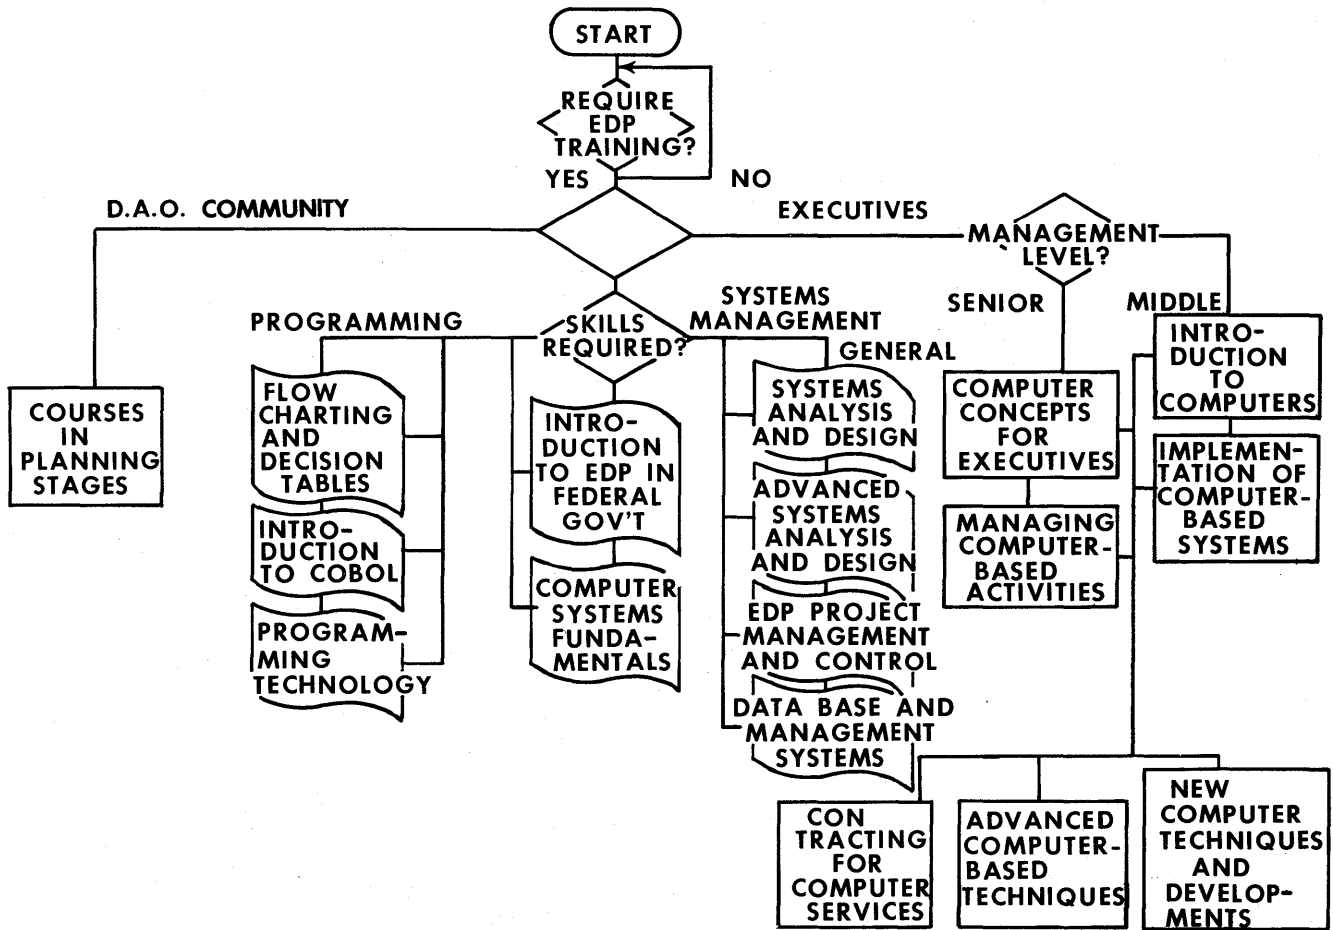 START
REQUIRE
EDP
TRAINING?
YES
NO
D.A.O. COMMUNITY
EXECUTIVES
MANAGEMENT
LEVEL?
SENIOR
MIDDLE
PROGRAMMING
SKILLS
REQUIRED?
SYSTEMS
MANAGEMENT
GENERAL
COURSES
IN
PLANNING
STAGES
FLOW
CHARTING
AND
DECISION
TABLES
INTRO-
DUCTION
TO COBOL
PROGRAM-
MING
TECHNOLOGY
INTRO-
DUCTION
TO EDP IN
FEDERAL
GOV'T
COMPUTER
SYSTEMS
FUNDA-
MENTALS
SYSTEMS
ANALYSIS
AND DESIGN
ADVANCED
SYSTEMS
ANALYSIS
AND DESIGN
EDP PROJECT
MANAGEMENT
AND CONTROL
DATA BASE AND
MANAGEMENT
SYSTEMS
COMPUTER
CONCEPTS
FOR
EXECUTIVES
MANAGING
COMPUTER-
BASED
ACTIVITIES
INTRO-
DUCTION
TO
COMPUTERS
IMPLEMEN-
TATION OF
COMPUTER-
BASED
SYSTEMS
CON
TRACTING
FOR
COMPUTER
SERVICES
ADVANCED
COMPUTER-
BASED
TECHNIQUES
NEW
COMPUTER
TECHNIQUES
AND
DEVELOP-
MENTS